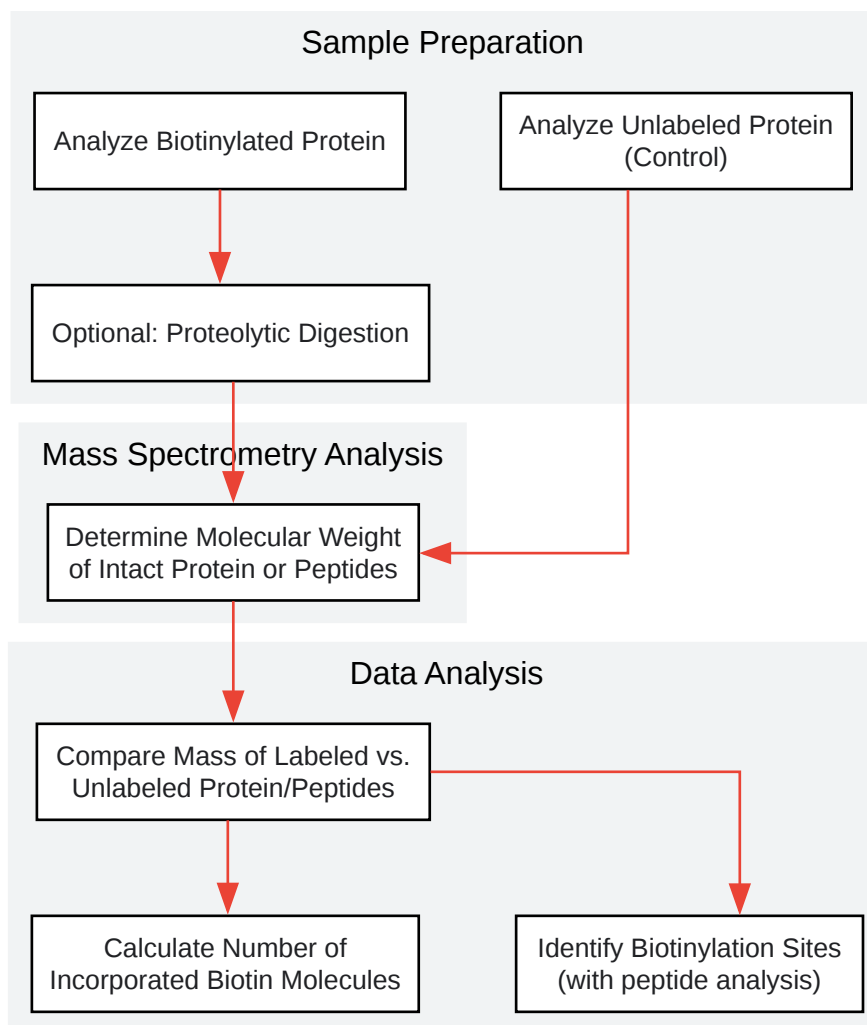 Sample Preparation
Analyze Biotinylated Protein
Analyze Unlabeled Protein
(Control)
Optional: Proteolytic Digestion
Mass Spectrometry Analysis
Determine Molecular Weight
of Intact Protein or Peptides
Data Analysis
Compare Mass of Labeled vs.
Unlabeled Protein/Peptides
Calculate Number of
Incorporated Biotin Molecules
Identify Biotinylation Sites
(with peptide analysis)